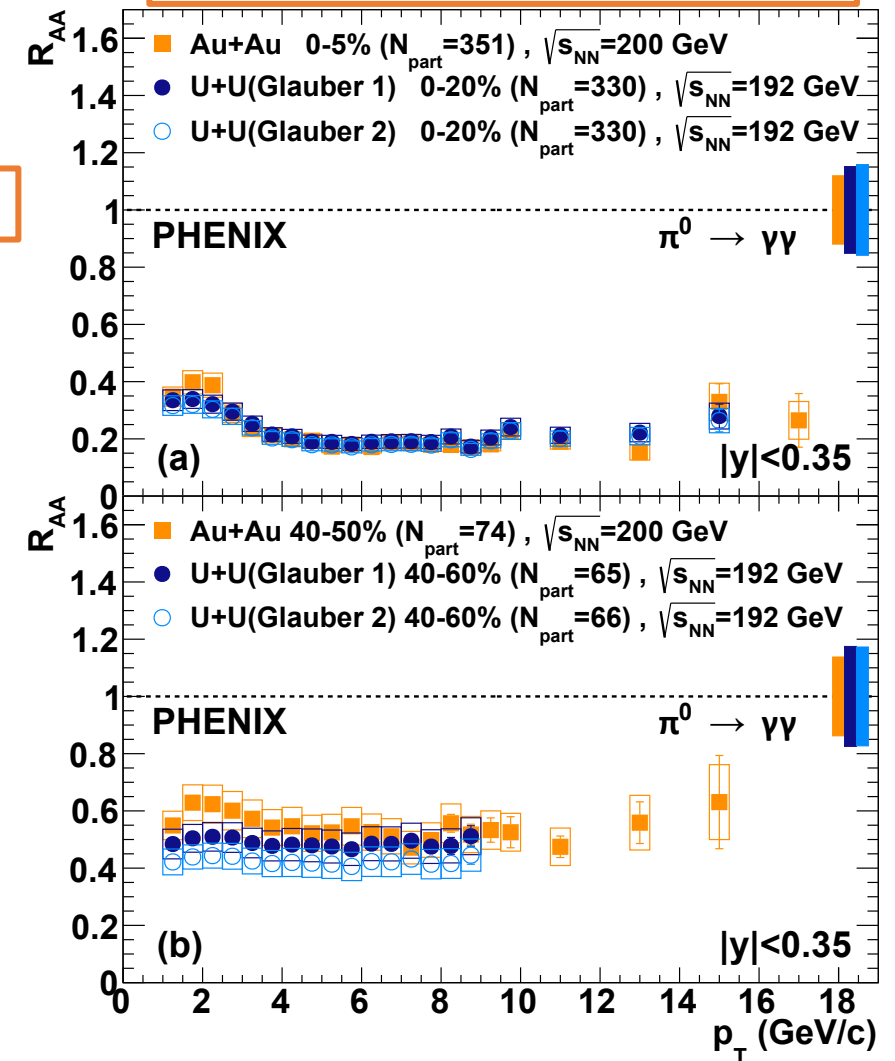 R_AA
1.6
1.4
1.2
1
0.8
0.6
0.4
0.2
0
Au+Au 0-5% (N_part=351) , √s_NN=200 GeV
U+U(Glauber 1) 0-20% (N_part=330) , √s_NN=192 GeV
U+U(Glauber 2) 0-20% (N_part=330) , √s_NN=192 GeV
PHENIX π⁰ → γγ
(a) |y|<0.35
R_AA
1.6
1.4
1.2
1
0.8
0.6
0.4
0.2
0
Au+Au 40-50% (N_part=74) , √s_NN=200 GeV
U+U(Glauber 1) 40-60% (N_part=65) , √s_NN=192 GeV
U+U(Glauber 2) 40-60% (N_part=66) , √s_NN=192 GeV
PHENIX π⁰ → γγ
(b) |y|<0.35
0 2 4 6 8 10 12 14 16 18
p_T (GeV/c)